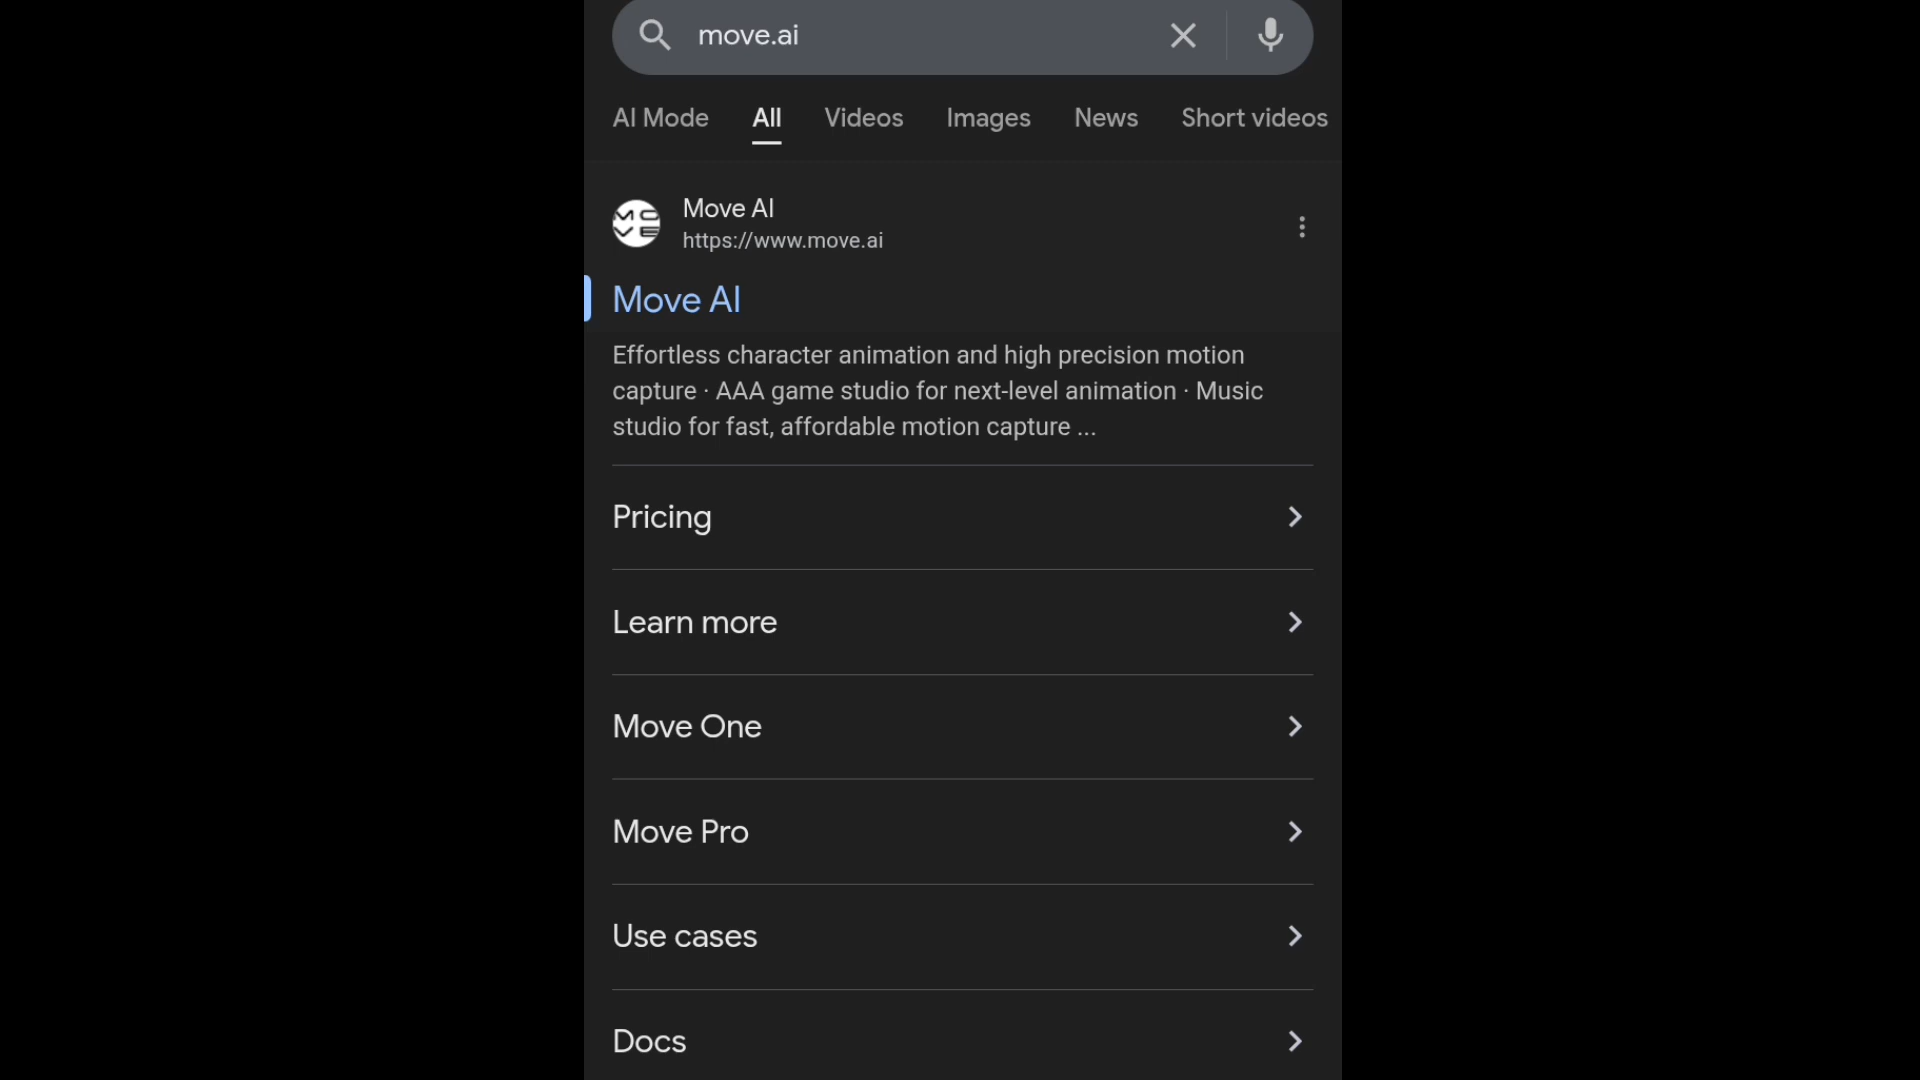 move.ai
AI Mode All Videos Images News Short videos
MOVE
Move AI
https://www.move.ai
Move AI
Effortless character animation and high precision motion
capture · AAA game studio for next-level animation · Music
studio for fast, affordable motion capture ...
Pricing
Learn more
Move One
Move Pro
Use cases
Docs